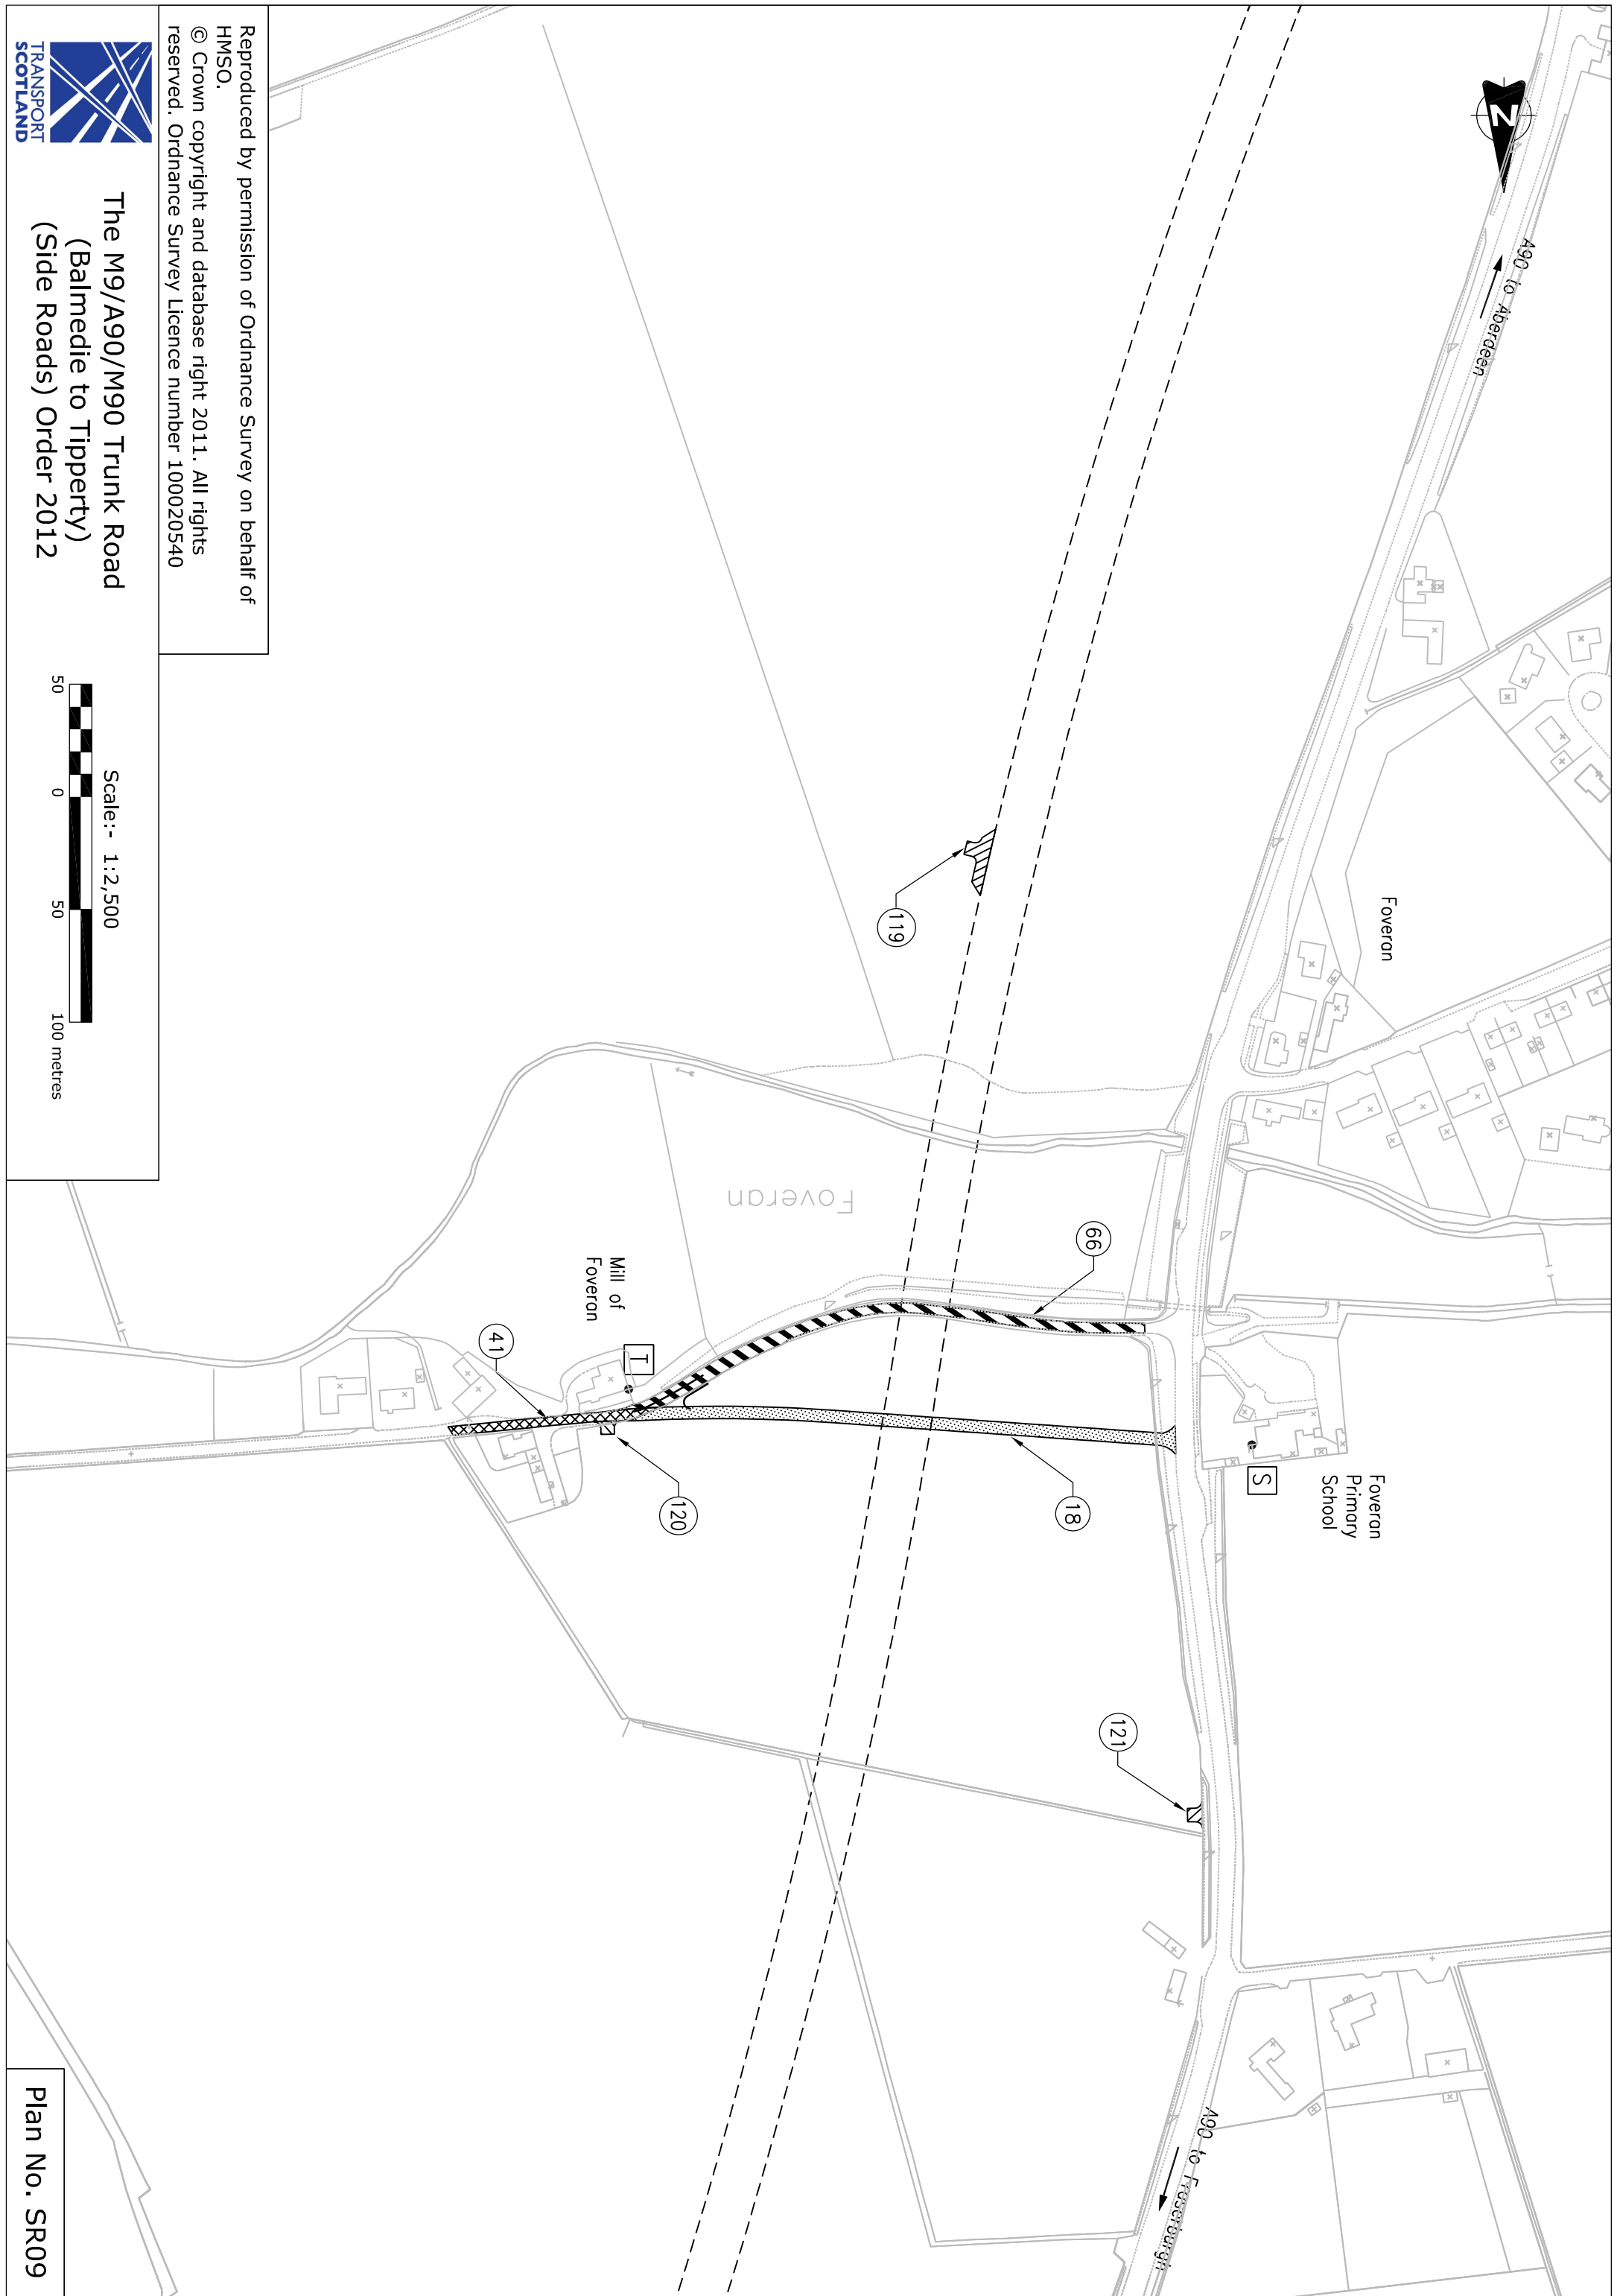 N
A90 to Aberdeen
Foveran
119
Foveran
66
Mill of
Foveran
T
41
120
18
S
Foveran
Primary
School
121
A90 to Fraserburgh
Reproduced by permission of Ordnance Survey on behalf of
HMSO.
© Crown copyright and database right 2011. All rights
reserved. Ordnance Survey Licence number 100020540
TRANSPORT
SCOTLAND
The M9/A90/M90 Trunk Road
(Balmedie to Tipperty)
(Side Roads) Order 2012
Scale:- 1:2,500
50 0 50 100 metres
Plan No. SR09